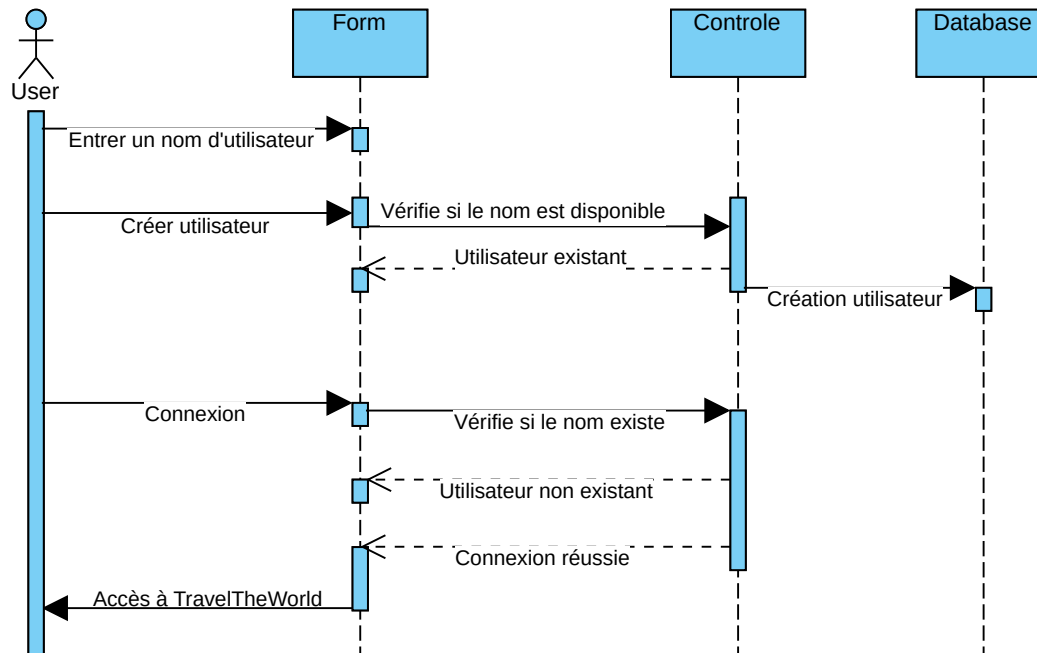 Form
Controle
Database
User
Entrer un nom d'utilisateur
Créer utilisateur
Vérifie si le nom est disponible
Utilisateur existant
Création utilisateur
Connexion
Vérifie si le nom existe
Utilisateur non existant
Connexion réussie
Accès à TravelTheWorld